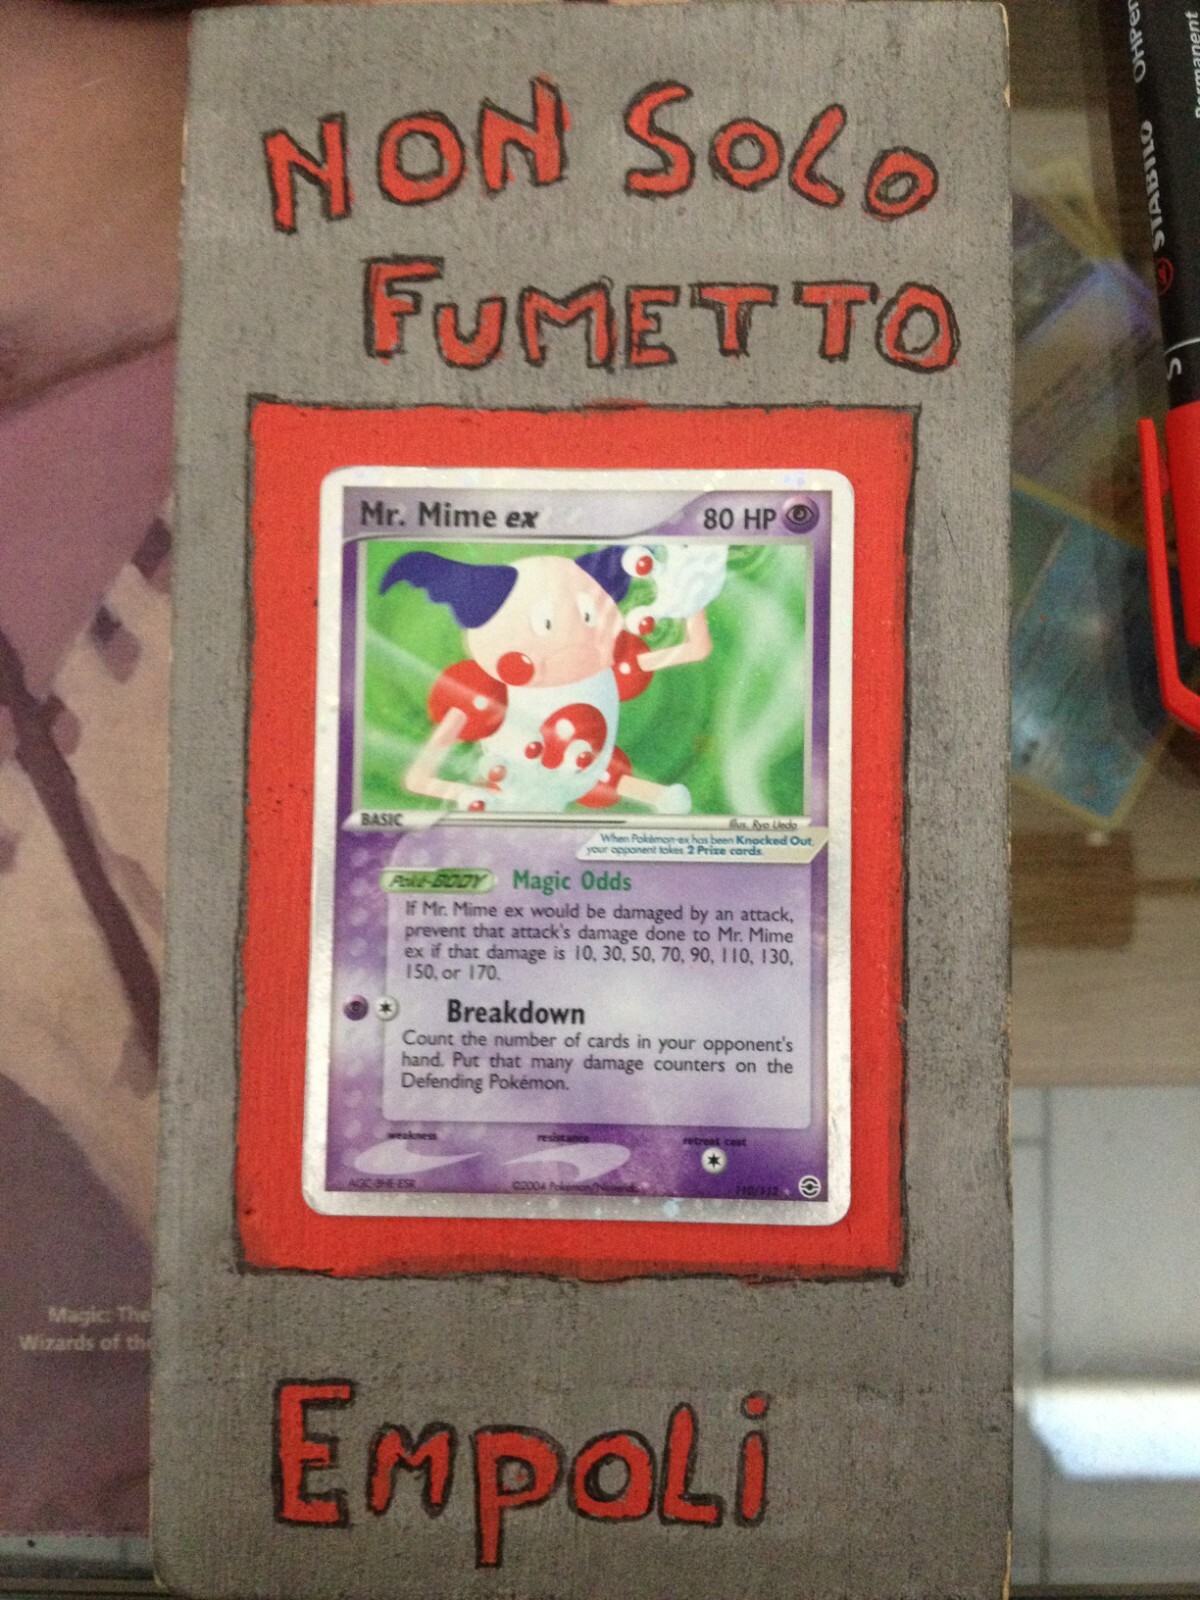 NON SOLO
FUMETTO
Mr. Mime ex 80 HP
BASIC
Illus. Ryo Ueda
When Pokémon-ex has been Knocked Out,
your opponent takes 2 Prize cards.
Poké-BODY Magic Odds
If Mr. Mime ex would be damaged by an attack,
prevent that attack's damage done to Mr. Mime
ex if that damage is 10, 30, 50, 70, 90, 110, 130,
150, or 170.
Breakdown
Count the number of cards in your opponent's
hand. Put that many damage counters on the
Defending Pokémon.
weakness resistance retreat cost
©2004 Pokémon/Nintendo 110/112
EmpoLi
Magic: The
Wizards of the
STABILO OHPen
permanent
S